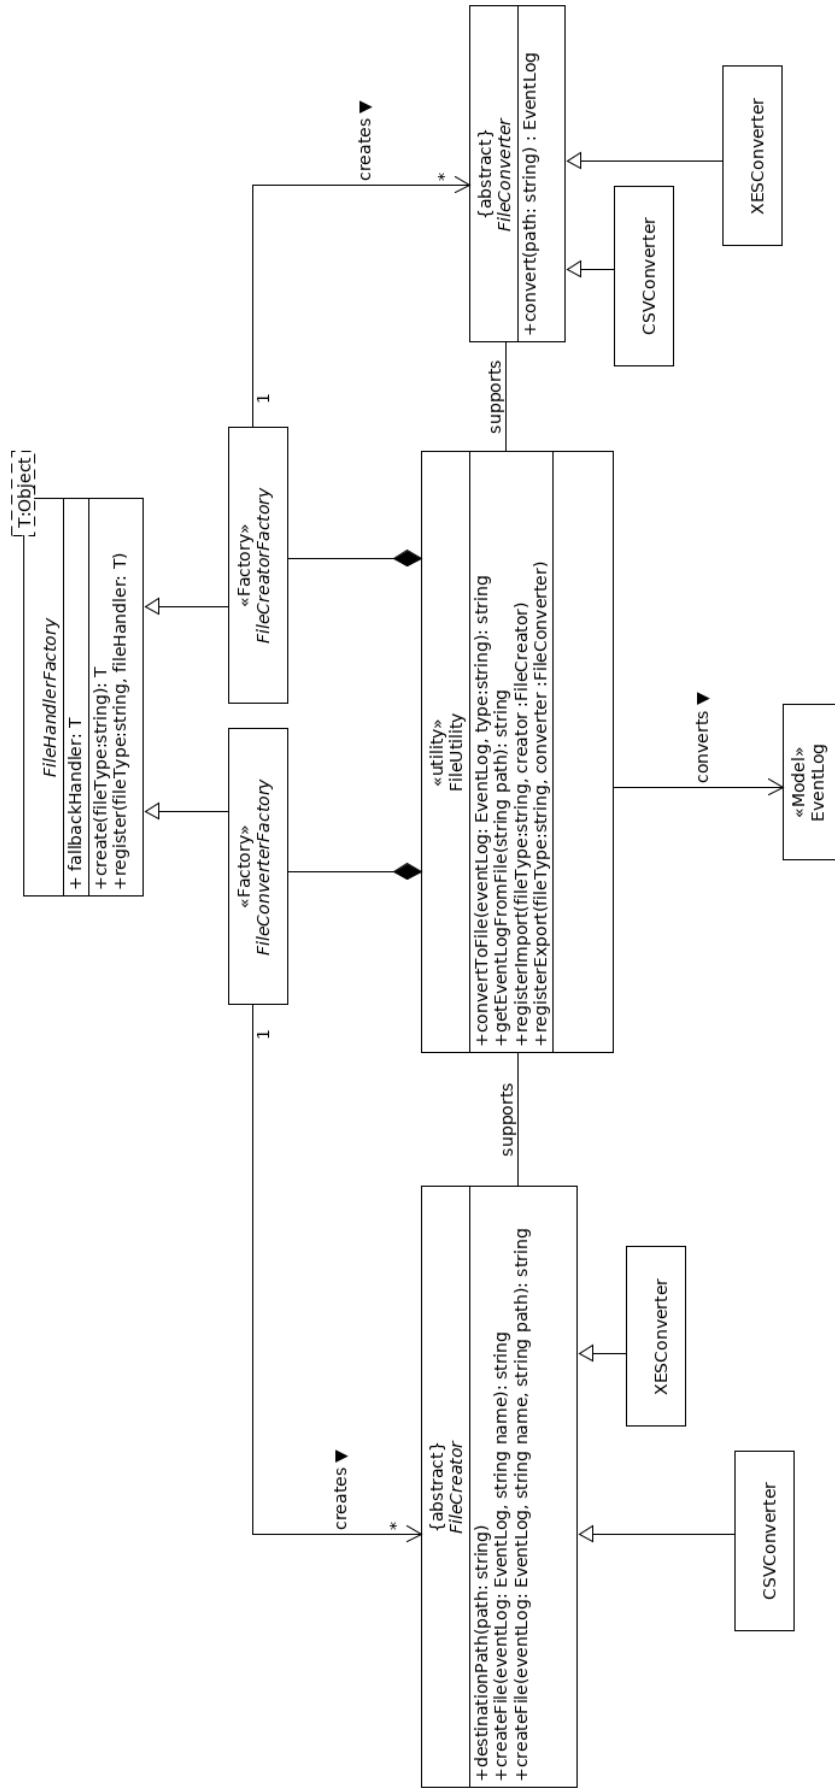 T:Object
FileHandlerFactory
+ fallbackHandler: T
+create(fileType:string): T
+register(fileType:string, fileHandler: T)
«Factory»
FileConverterFactory
«Factory»
FileCreatorFactory
1
1
creates ▼
*
creates ▼
*
{abstract}
FileCreator
+destinationPath(path: string)
+createFile(eventLog: EventLog, string name): string
+createFile(eventLog: EventLog, string name, string path): string
supports
«utility»
FileUtility
+convertToFile(eventLog: EventLog, type:string): string
+getEventLogFromFile(string path): string
+registerImport(fileType:string, creator :FileCreator)
+registerExport(fileType:string, converter :FileConverter)
supports
{abstract}
FileConverter
+convert(path: string) : EventLog
CSVConverter
XESConverter
converts ▼
«Model»
EventLog
CSVConverter
XESConverter